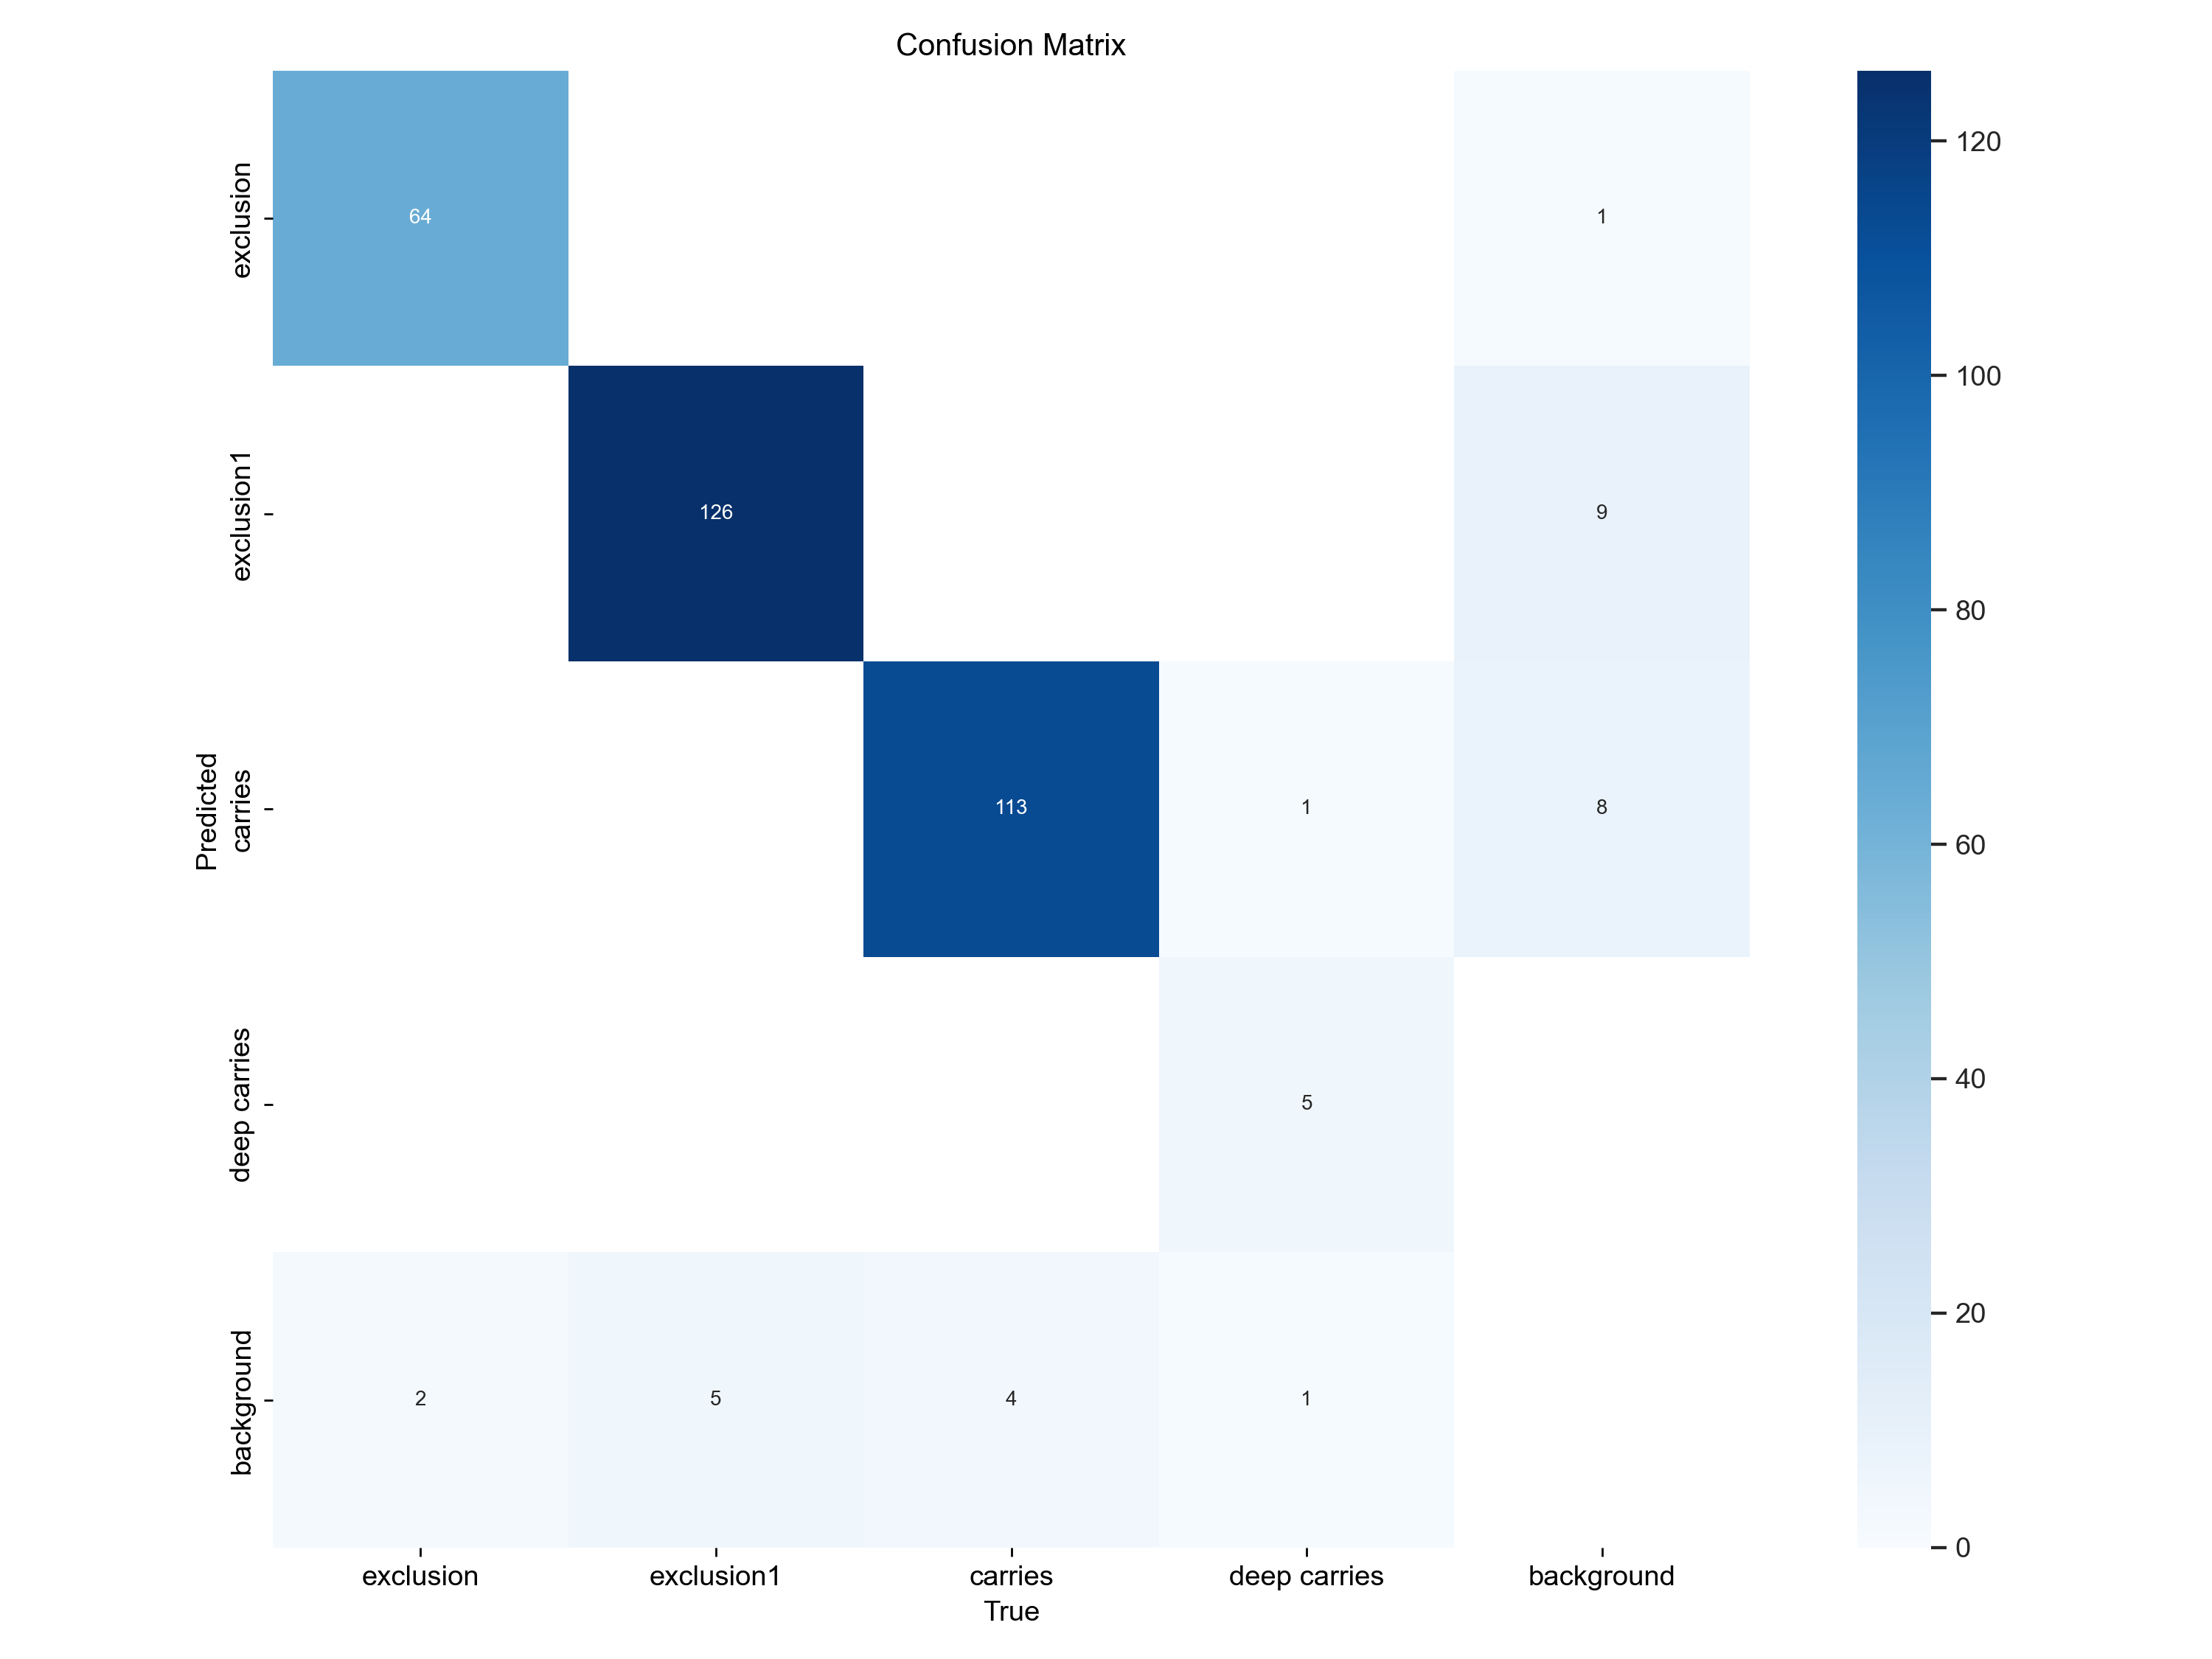 Confusion Matrix
Predicted
exclusion
64
1
exclusion1
126
9
carries
113
1
8
deep carries
5
background
2
5
4
1
exclusion
exclusion1
carries
deep carries
background
True
120
100
80
60
40
20
0